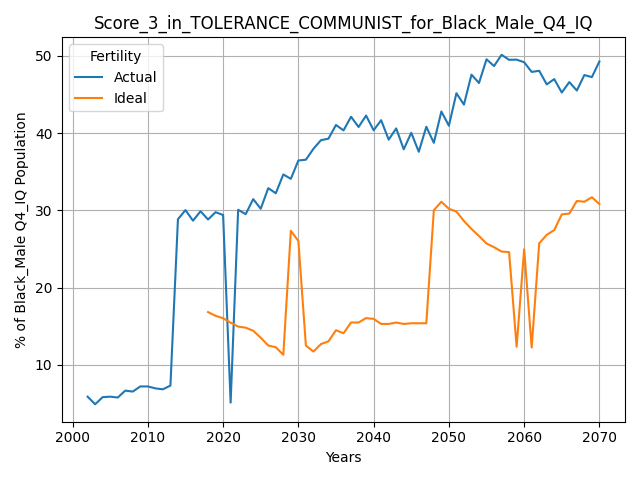 Score_3_in_TOLERANCE_COMMUNIST_for_Black_Male_Q4_IQ
Fertility
Actual
Ideal
% of Black_Male Q4_IQ Population
50
40
30
20
10
2000 2010 2020 2030 2040 2050 2060 2070
Years